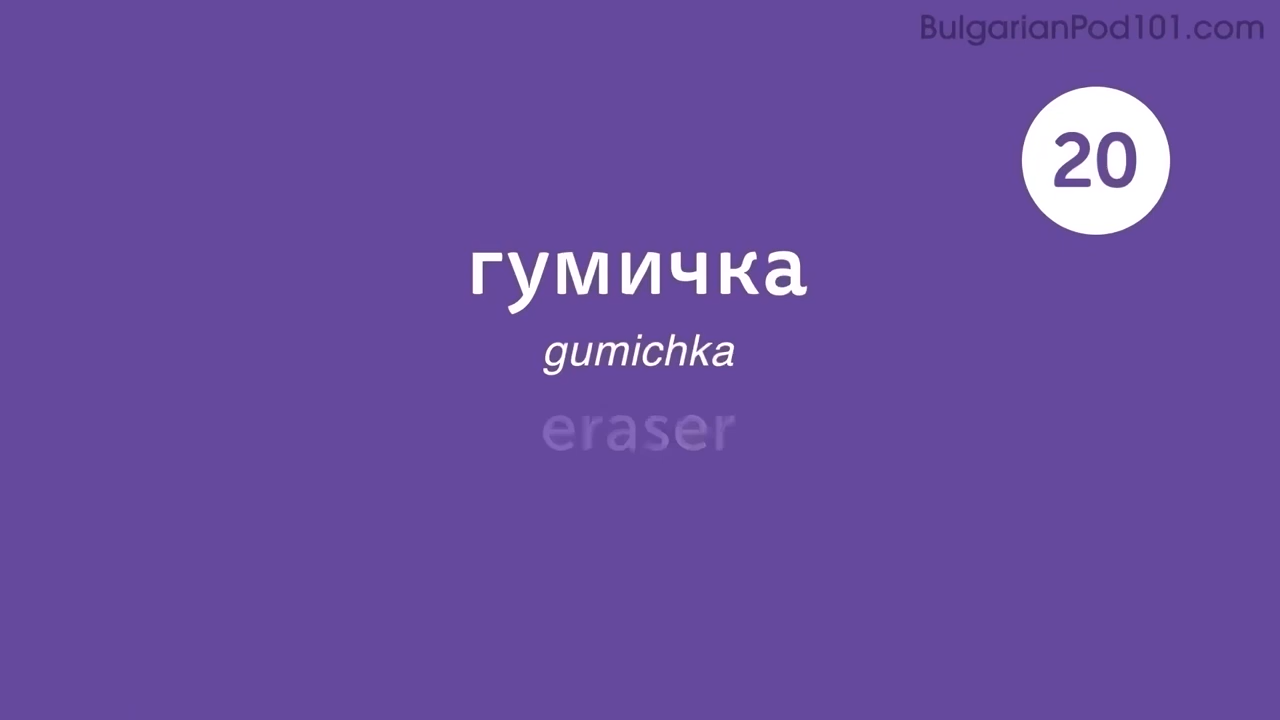 BulgarianPod101.com
20
гумичка
gumichka
eraser